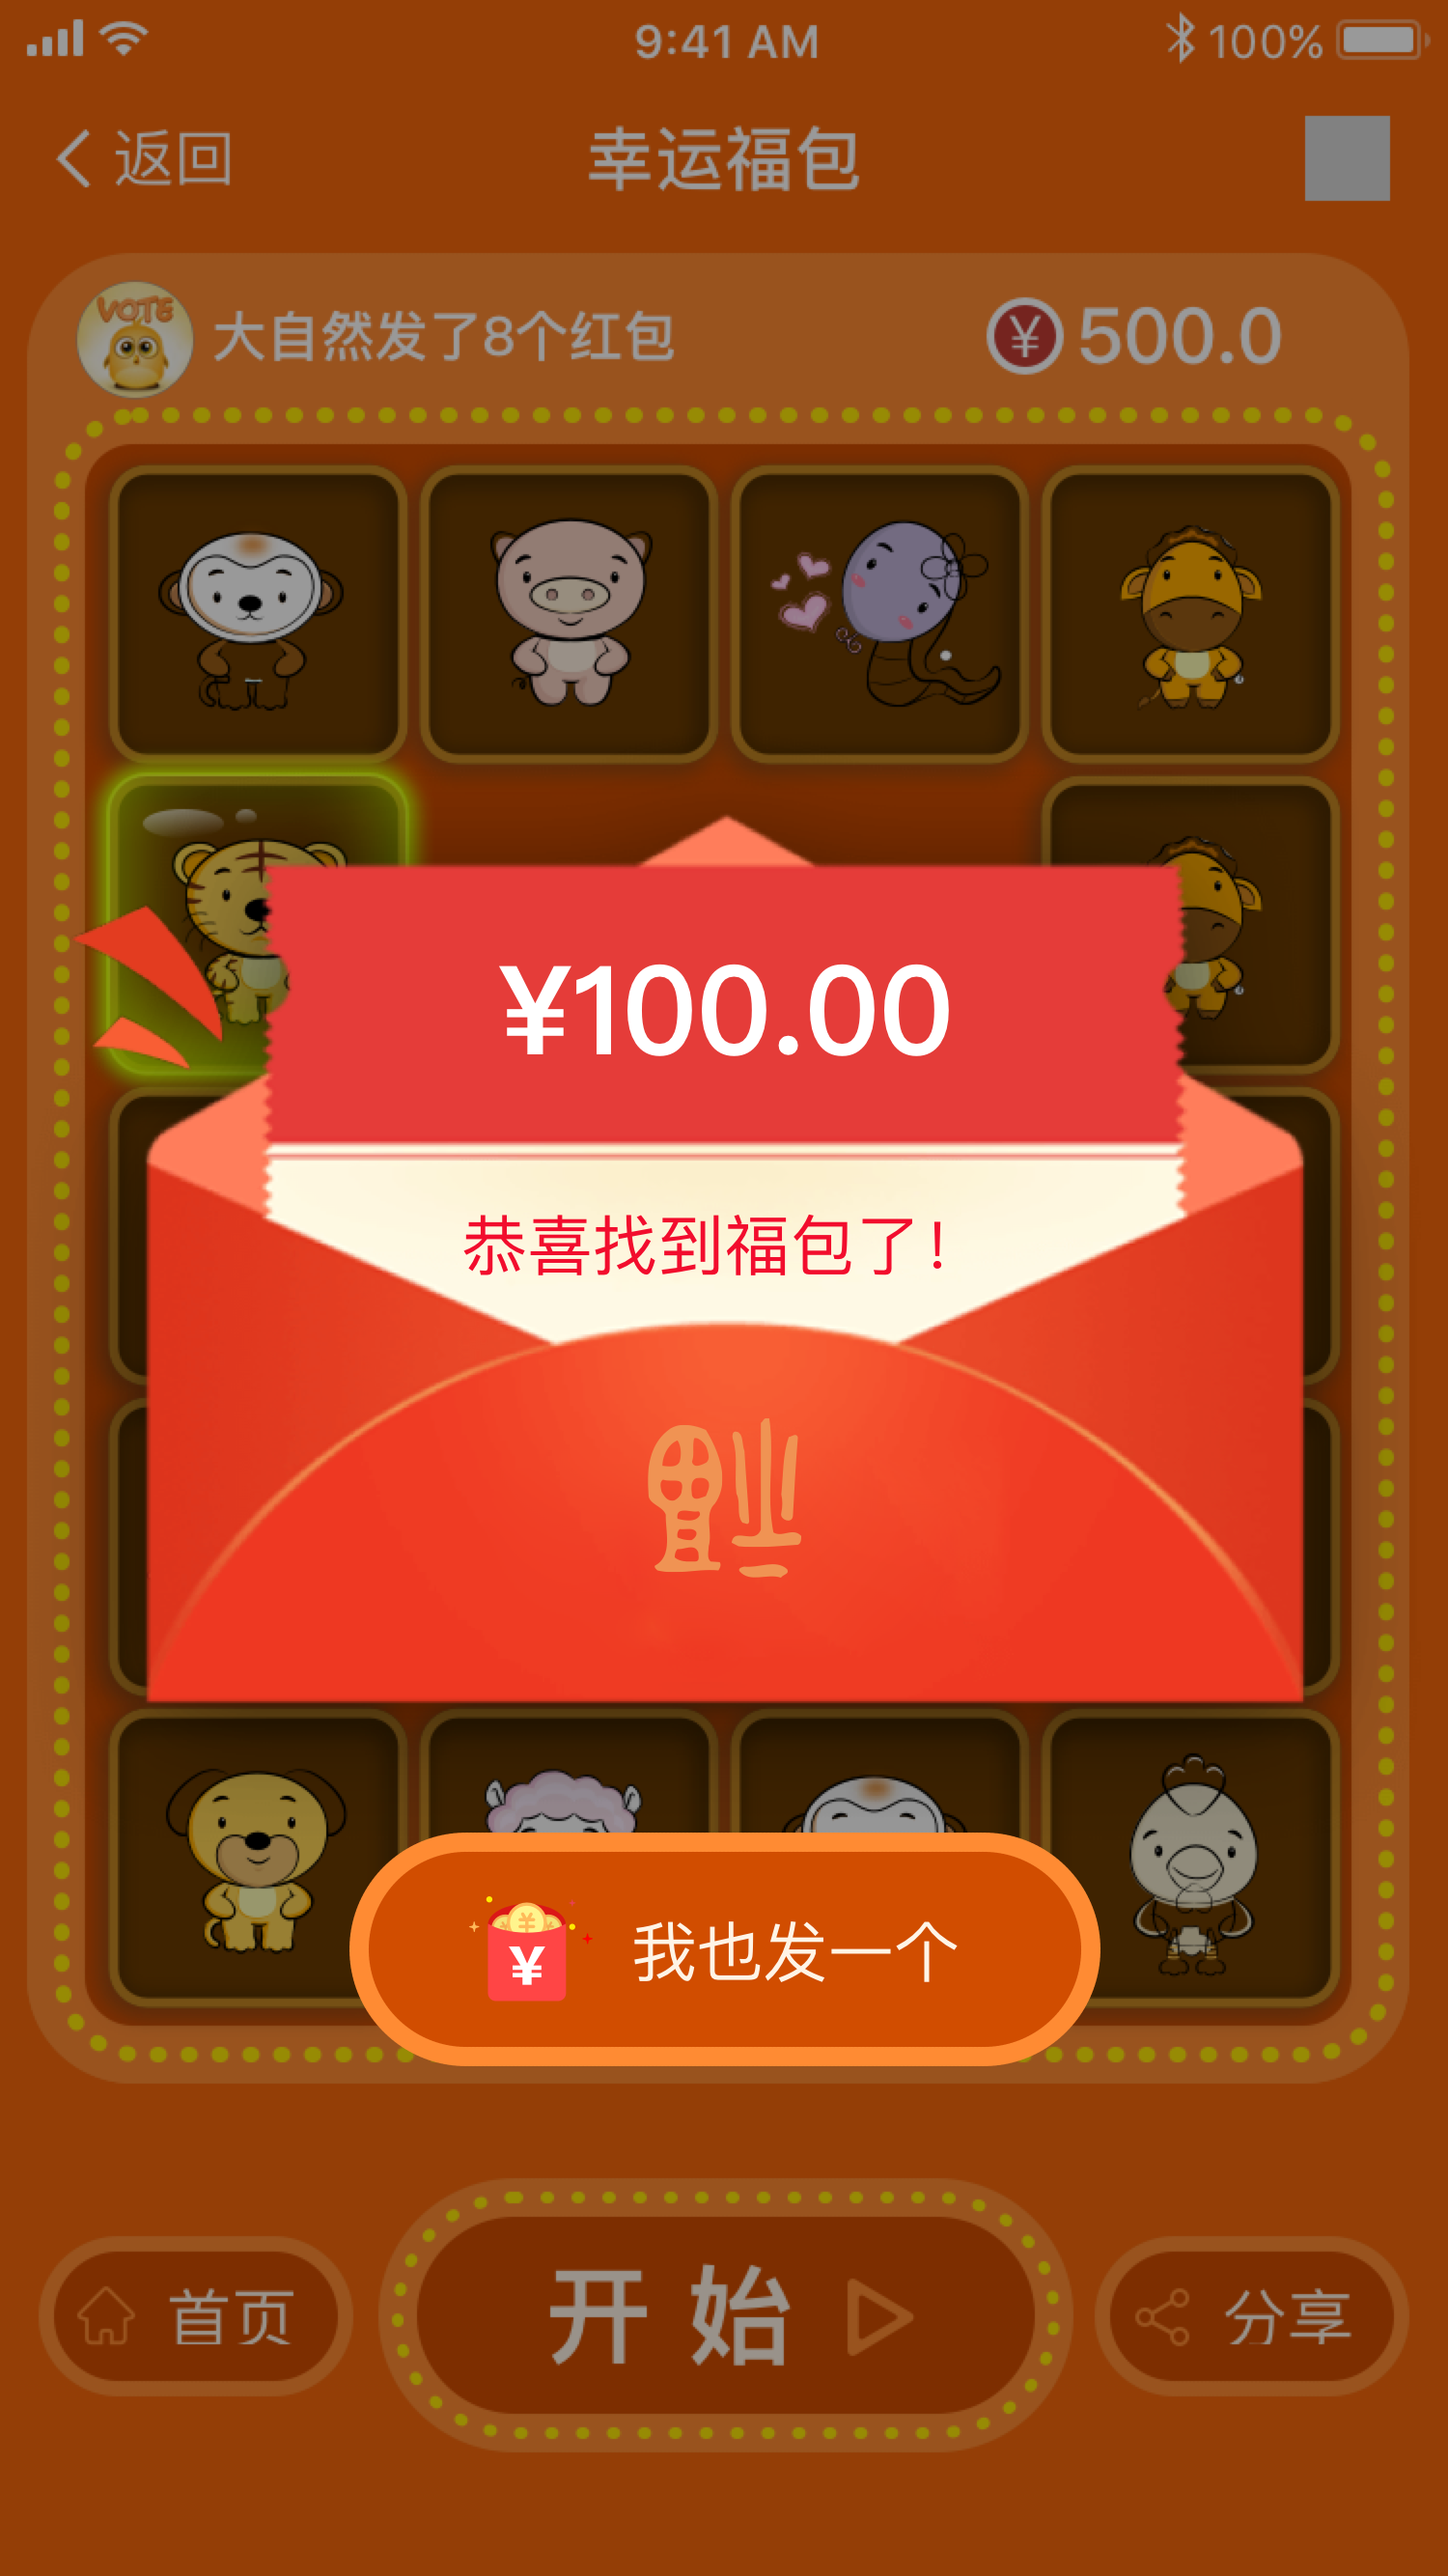 9:41 AM
100%
返回
幸运福包
VOTE
大自然发了8个红包
¥ 500.0
¥100.00
恭喜找到福包了!
福
¥
我也发一个
首页
开 始
分享